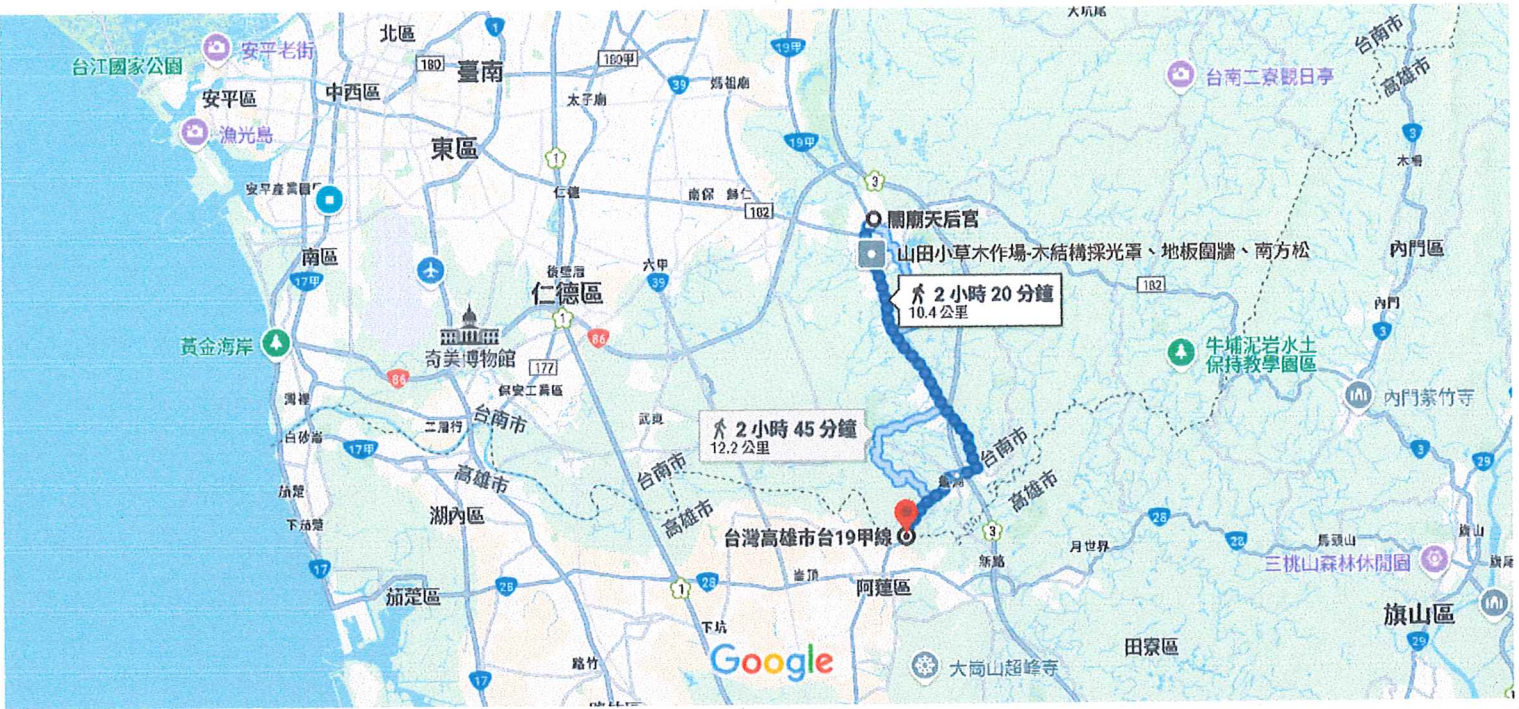 大坑尾
台南市
高雄市
北區
1
19甲
安平老街
台江國家公園
180
臺南
180甲
39
媽祖廟
台南二寮觀日亭
安平區
中西區
太子廟
3
漁光島
東區
1
19甲
木柵
3
安平產業園
仁德
南保
歸仁
182
關廟天后宮
山田小草木作場-木結構採光罩、地板圍牆、南方松
內門區
南區
17甲
後壁厝
六甲
仁德區
39
2 小時 20 分鐘
10.4 公里
182
內門
3
1
86
黃金海岸
奇美博物館
177
牛埔泥岩水土
保持教學園區
86
保安工業區
內門紫竹寺
灣裡
台南市
二層行
武東
2 小時 45 分鐘
12.2 公里
白砂崙
17甲
高雄市
台南市
台南市
3
29
茄萣
高雄市
高雄市
湖內區
下茄萣
台灣高雄市台19甲線
3
28
月世界
28
馬頭山
旗山
新路
三桃山森林休閒園
17
28
1
28
崙頂
阿蓮區
茄萣區
旗山區
下坑
29
田寮區
路竹
Google
大崗山超峰寺
17